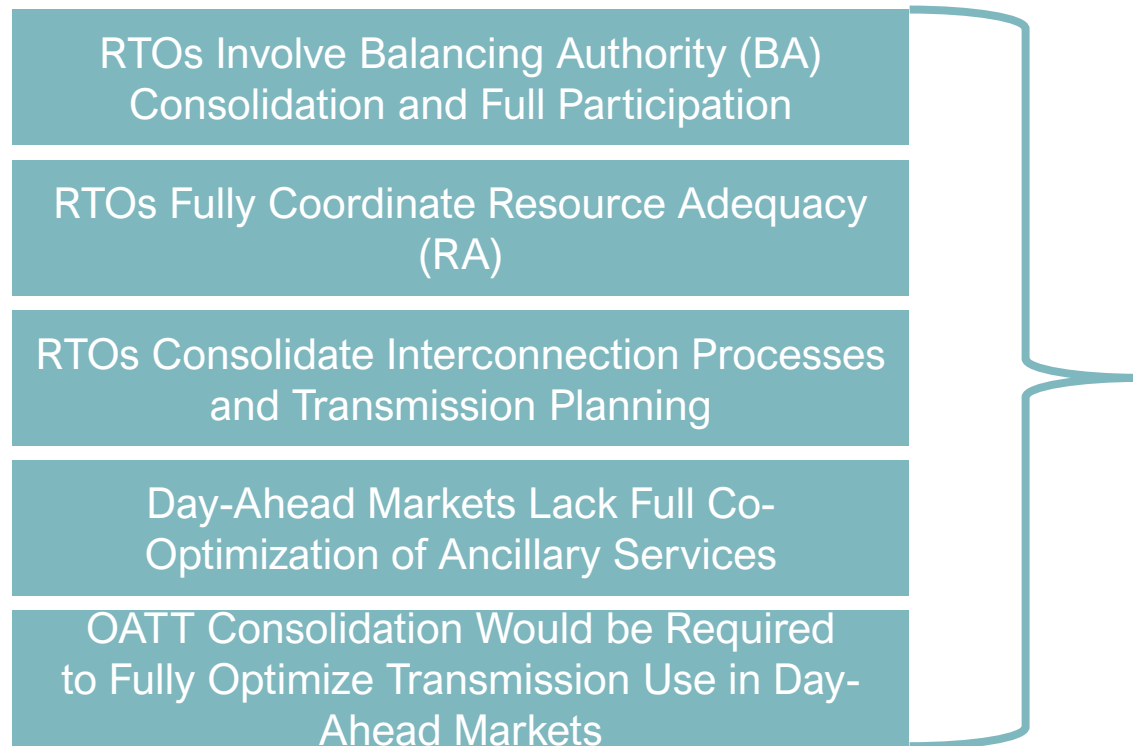 RTOs Involve Balancing Authority (BA)
Consolidation and Full Participation
RTOs Fully Coordinate Resource Adequacy
(RA)
RTOs Consolidate Interconnection Processes
and Transmission Planning
Day-Ahead Markets Lack Full Co-
Optimization of Ancillary Services
OATT Consolidation Would be Required
to Fully Optimize Transmission Use in Day-
Ahead Markets